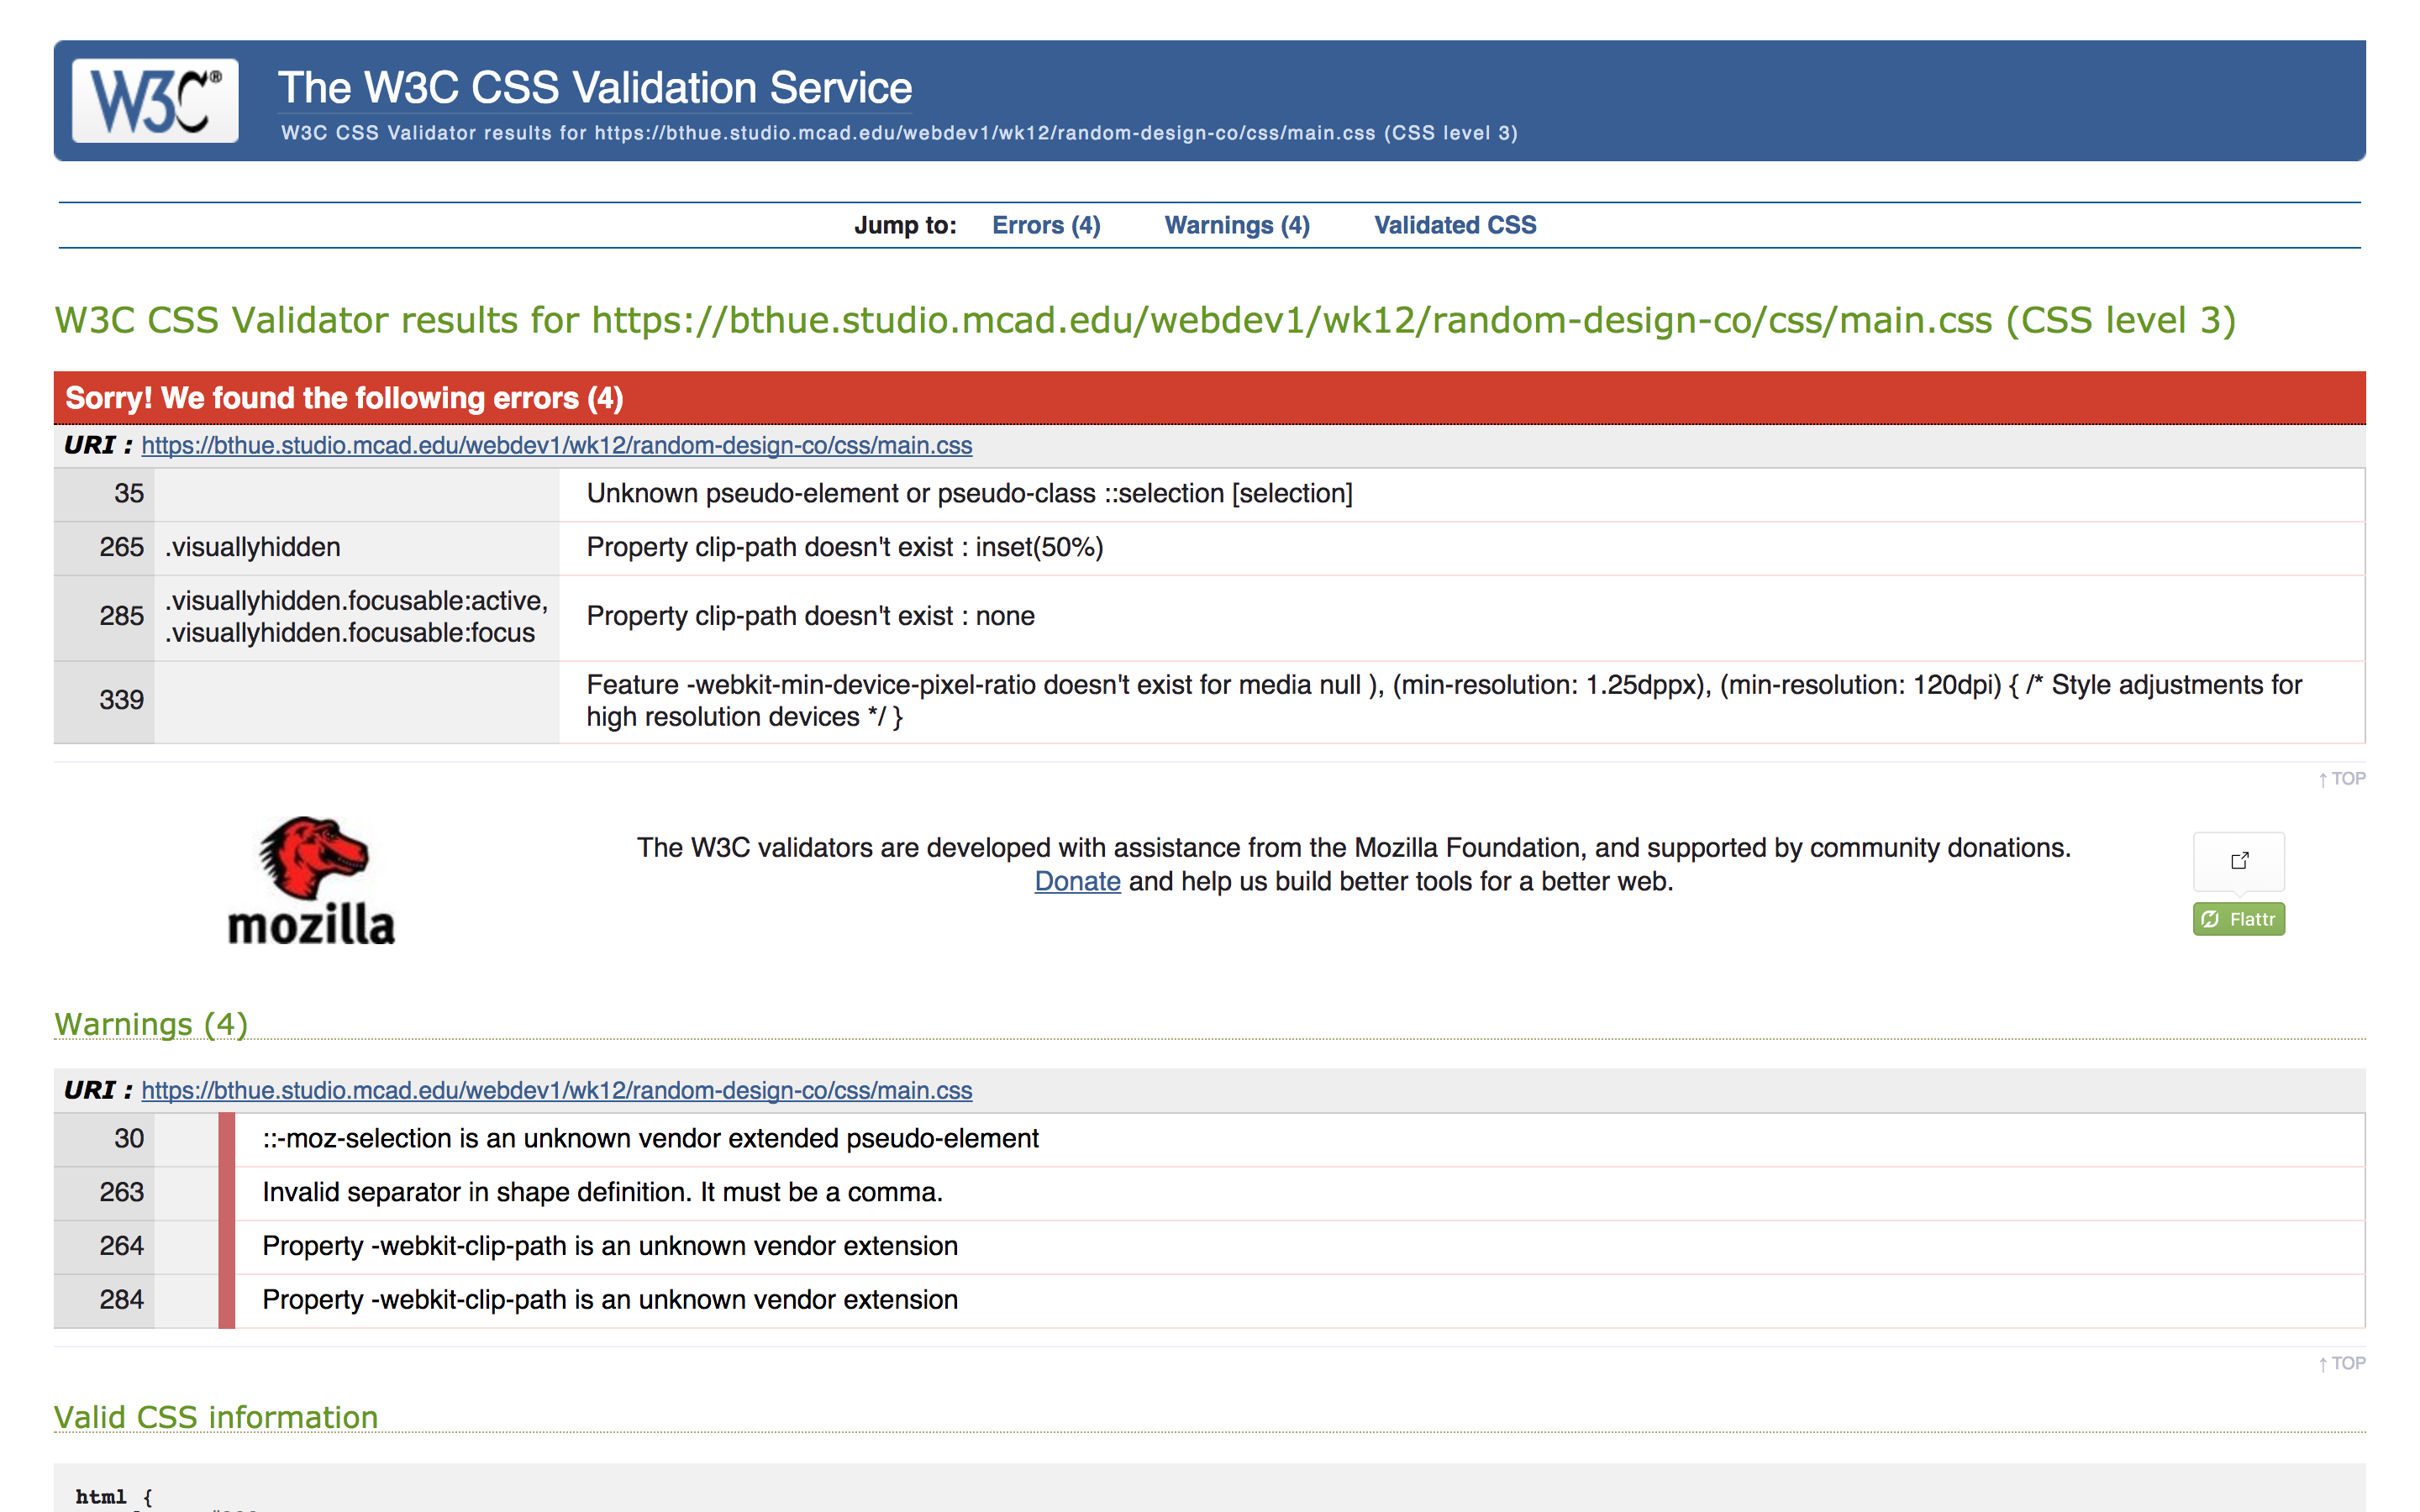 W3C®
The W3C CSS Validation Service
W3C CSS Validator results for https://bthue.studio.mcad.edu/webdev1/wk12/random-design-co/css/main.css (CSS level 3)
Jump to: Errors (4) Warnings (4) Validated CSS
W3C CSS Validator results for https://bthue.studio.mcad.edu/webdev1/wk12/random-design-co/css/main.css (CSS level 3)
Sorry! We found the following errors (4)
URI : https://bthue.studio.mcad.edu/webdev1/wk12/random-design-co/css/main.css
35 Unknown pseudo-element or pseudo-class ::selection [selection]
265 .visuallyhidden Property clip-path doesn't exist : inset(50%)
285 .visuallyhidden.focusable:active, Property clip-path doesn't exist : none
.visuallyhidden.focusable:focus
339 Feature -webkit-min-device-pixel-ratio doesn't exist for media null ), (min-resolution: 1.25dppx), (min-resolution: 120dpi) { /* Style adjustments for
high resolution devices */ }
↑ TOP
mozilla
The W3C validators are developed with assistance from the Mozilla Foundation, and supported by community donations.
Donate and help us build better tools for a better web.
Flattr
Warnings (4)
URI : https://bthue.studio.mcad.edu/webdev1/wk12/random-design-co/css/main.css
30 ::-moz-selection is an unknown vendor extended pseudo-element
263 Invalid separator in shape definition. It must be a comma.
264 Property -webkit-clip-path is an unknown vendor extension
284 Property -webkit-clip-path is an unknown vendor extension
↑ TOP
Valid CSS information
html {